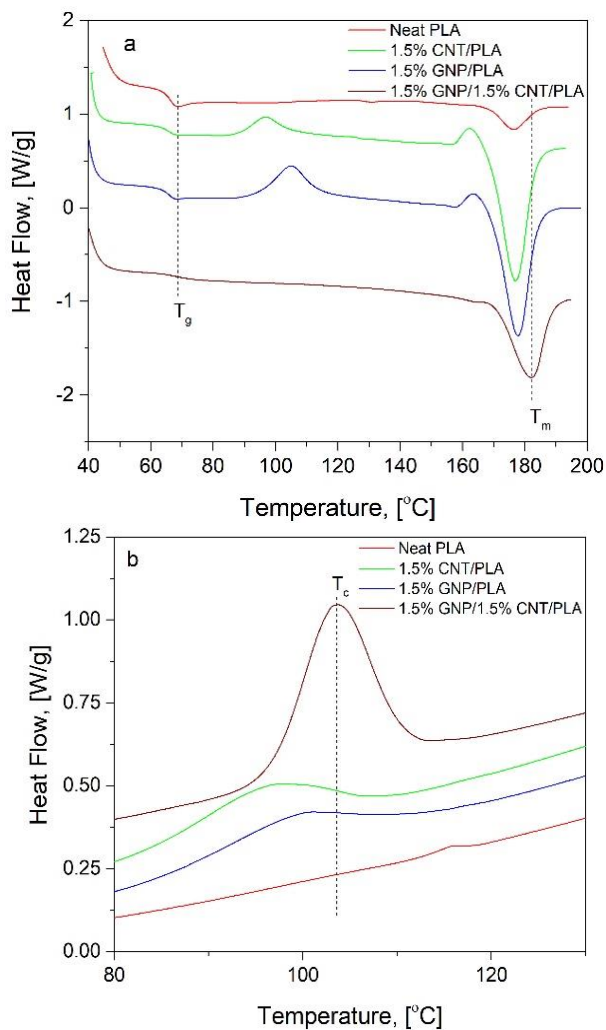 a
Neat PLA
1.5% CNT/PLA
1.5% GNP/PLA
1.5% GNP/1.5% CNT/PLA
2
1
0
-1
-2
Heat Flow, [W/g]
Tg
Tm
40 60 80 100 120 140 160 180 200
Temperature, [°C]
b
Neat PLA
1.5% CNT/PLA
1.5% GNP/PLA
1.5% GNP/1.5% CNT/PLA
Tc
1.25
1.00
0.75
0.50
0.25
0.00
Heat Flow, [W/g]
80 100 120
Temperature, [°C]